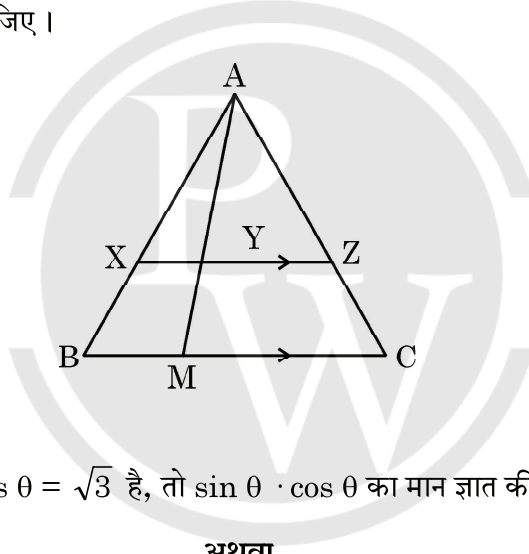 जिए ।
A
X Y Z
B M C
s θ = √3 है, तो sin θ · cos θ का मान ज्ञात की
अथवा